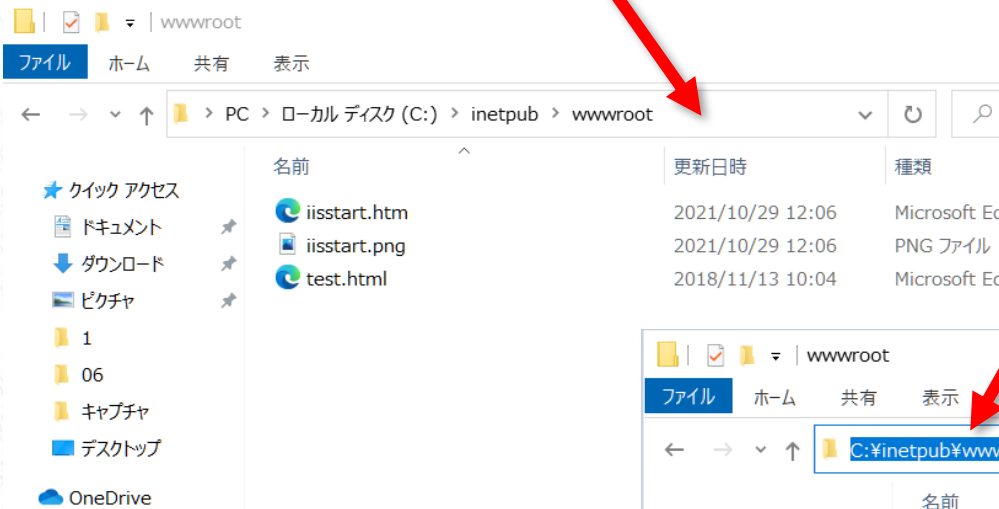 wwwroot
ファイル ホーム 共有 表示
PC ローカル ディスク (C:) inetpub wwwroot
名前 更新日時 種類
クイック アクセス
ドキュメント
ダウンロード
ピクチャ
1
06
キャプチャ
デスクトップ
OneDrive
iisstart.htm 2021/10/29 12:06 Microsoft Ed
iisstart.png 2021/10/29 12:06 PNG ファイル
test.html 2018/11/13 10:04 Microsoft Ed
wwwroot
ファイル ホーム 共有 表示
C:¥inetpub¥www
名前